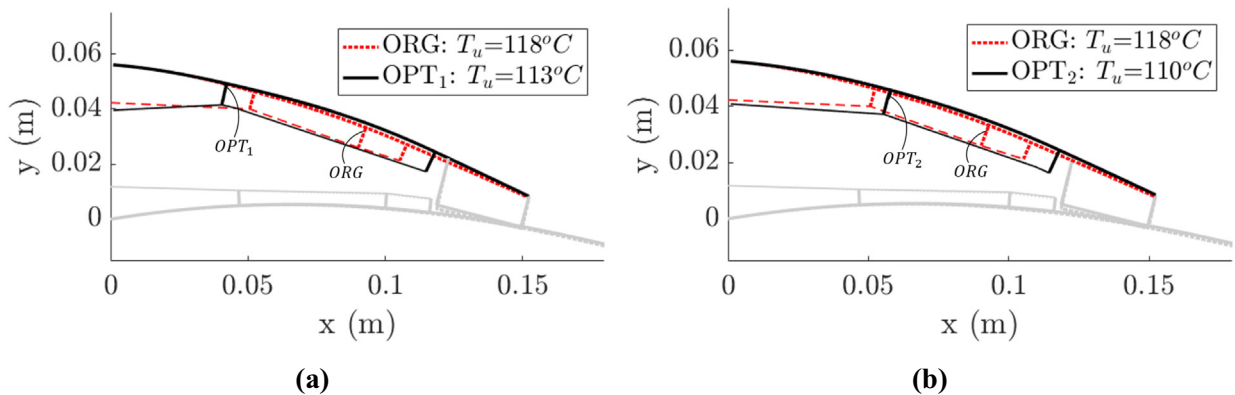 ORG: T_u=118°C
OPT₁: T_u=113°C
0.06
0.04
0.02
0
y (m)
OPT₁
ORG
0 0.05 0.1 0.15
x (m)
(a)
ORG: T_u=118°C
OPT₂: T_u=110°C
0.06
0.04
0.02
0
y (m)
OPT₂
ORG
0 0.05 0.1 0.15
x (m)
(b)